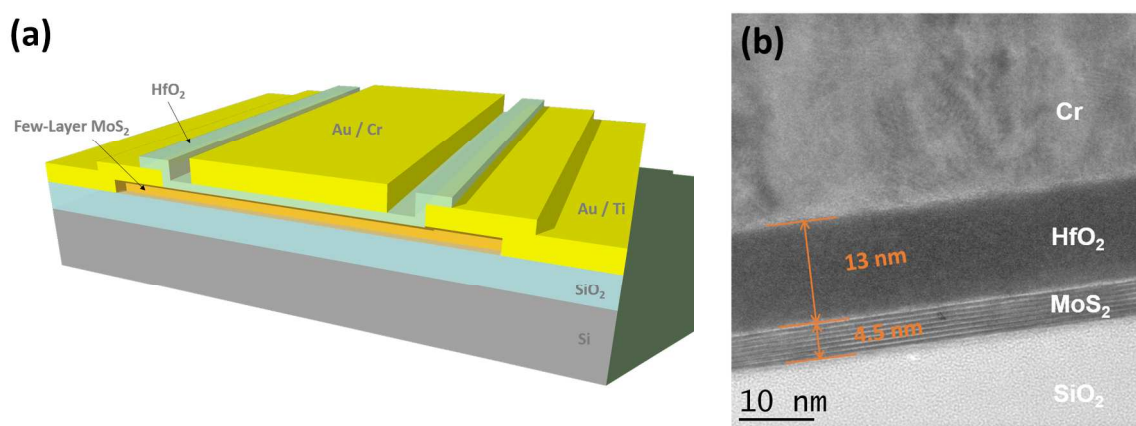 (a)
HfO₂
Few-Layer MoS₂
Au / Cr
Au / Ti
SiO₂
Si
(b)
Cr
HfO₂
13 nm
MoS₂
4.5 nm
SiO₂
10 nm